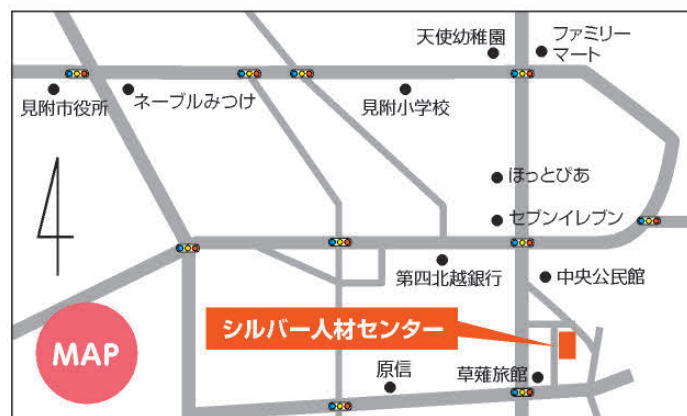 天使幼稚園
ファミリー
マート
見附市役所
ネーブルみつけ
見附小学校
ほっとぴあ
セブンイレブン
第四北越銀行
中央公民館
シルバー人材センター
MAP
原信
草薙旅館